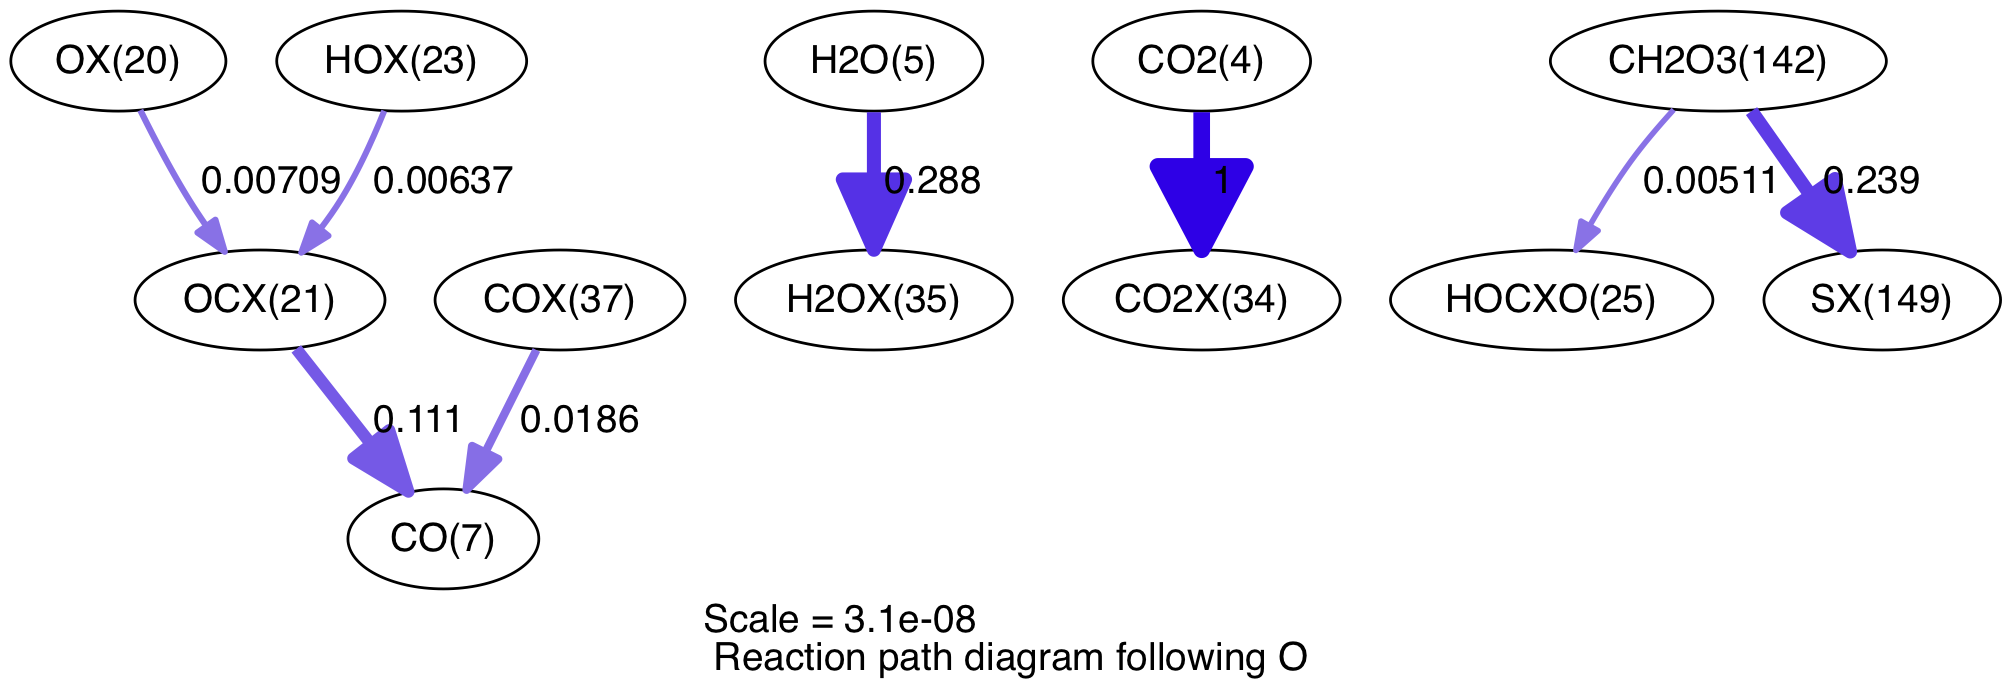 OX(20)
HOX(23)
H2O(5)
CO2(4)
CH2O3(142)
0.00709
0.00637
0.288
1
0.00511
0.239
OCX(21)
COX(37)
H2OX(35)
CO2X(34)
HOCXO(25)
SX(149)
0.111
0.0186
CO(7)
Scale = 3.1e-08
Reaction path diagram following O